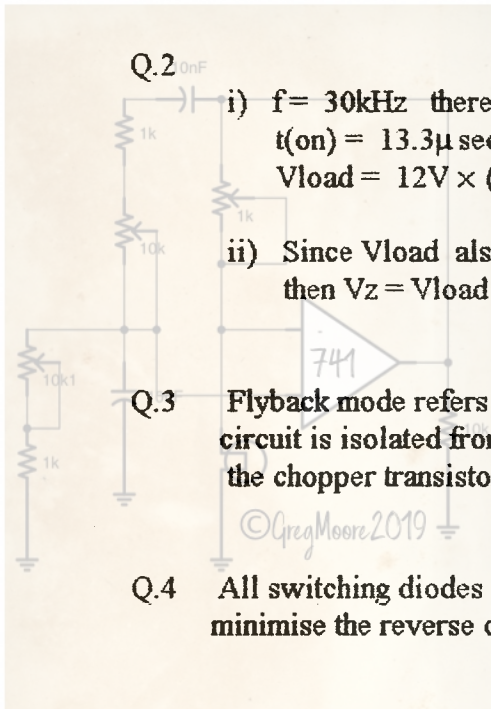 Q.2
i) f= 30kHz there
t(on) = 13.3µ se
Vload = 12V × (
ii) Since Vload als
then Vz = Vload
Q.3 Flyback mode refers
circuit is isolated fro
the chopper transisto
Q.4 All switching diodes
minimise the reverse
10nF
1k
1k
10k
741
10k1
10k
1k
©GregMoore2019